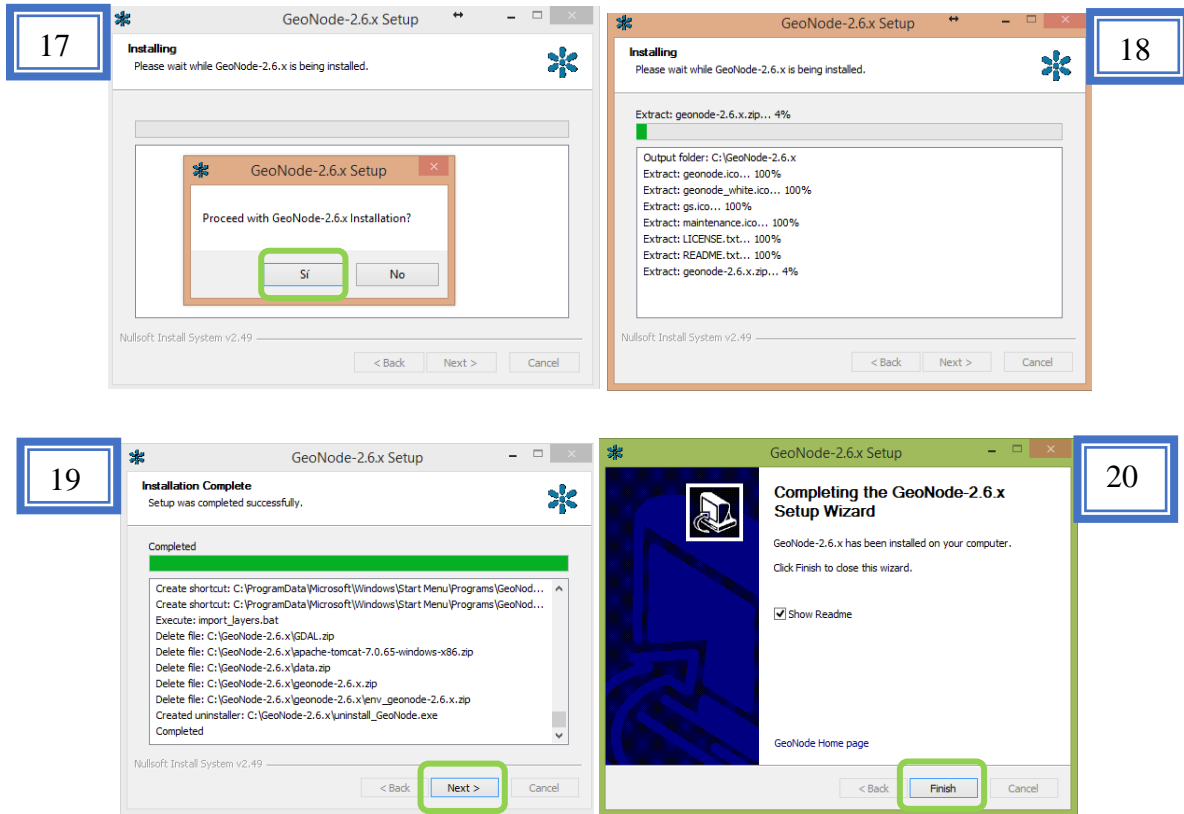 17
GeoNode-2.6.x Setup
Installing
Please wait while GeoNode-2.6.x is being installed.
GeoNode-2.6.x Setup
Proceed with GeoNode-2.6.x Installation?
Sí
No
Nullsoft Install System v2.49
< Back
Next >
Cancel
18
GeoNode-2.6.x Setup
Installing
Please wait while GeoNode-2.6.x is being installed.
Extract: geonode-2.6.x.zip... 4%
Output folder: C:\GeoNode-2.6.x
Extract: geonode.ico... 100%
Extract: geonode_white.ico... 100%
Extract: gs.ico... 100%
Extract: maintenance.ico... 100%
Extract: LICENSE.txt... 100%
Extract: README.txt... 100%
Extract: geonode-2.6.x.zip... 4%
Nullsoft Install System v2.49
< Back
Next >
Cancel
19
GeoNode-2.6.x Setup
Installation Complete
Setup was completed successfully.
Completed
Create shortcut: C:\ProgramData\Microsoft\Windows\Start Menu\Programs\GeoNod...
Create shortcut: C:\ProgramData\Microsoft\Windows\Start Menu\Programs\GeoNod...
Execute: import_layers.bat
Delete file: C:\GeoNode-2.6.x\GDAL.zip
Delete file: C:\GeoNode-2.6.x\apache-tomcat-7.0.65-windows-x86.zip
Delete file: C:\GeoNode-2.6.x\data.zip
Delete file: C:\GeoNode-2.6.x\geonode-2.6.x.zip
Delete file: C:\GeoNode-2.6.x\geonode-2.6.x\env_geonode-2.6.x.zip
Created uninstaller: C:\GeoNode-2.6.x\uninstall_GeoNode.exe
Completed
Nullsoft Install System v2.49
< Back
Next >
Cancel
20
GeoNode-2.6.x Setup
Completing the GeoNode-2.6.x
Setup Wizard
GeoNode-2.6.x has been installed on your computer.
Click Finish to close this wizard.
Show Readme
GeoNode Home page
< Back
Finish
Cancel